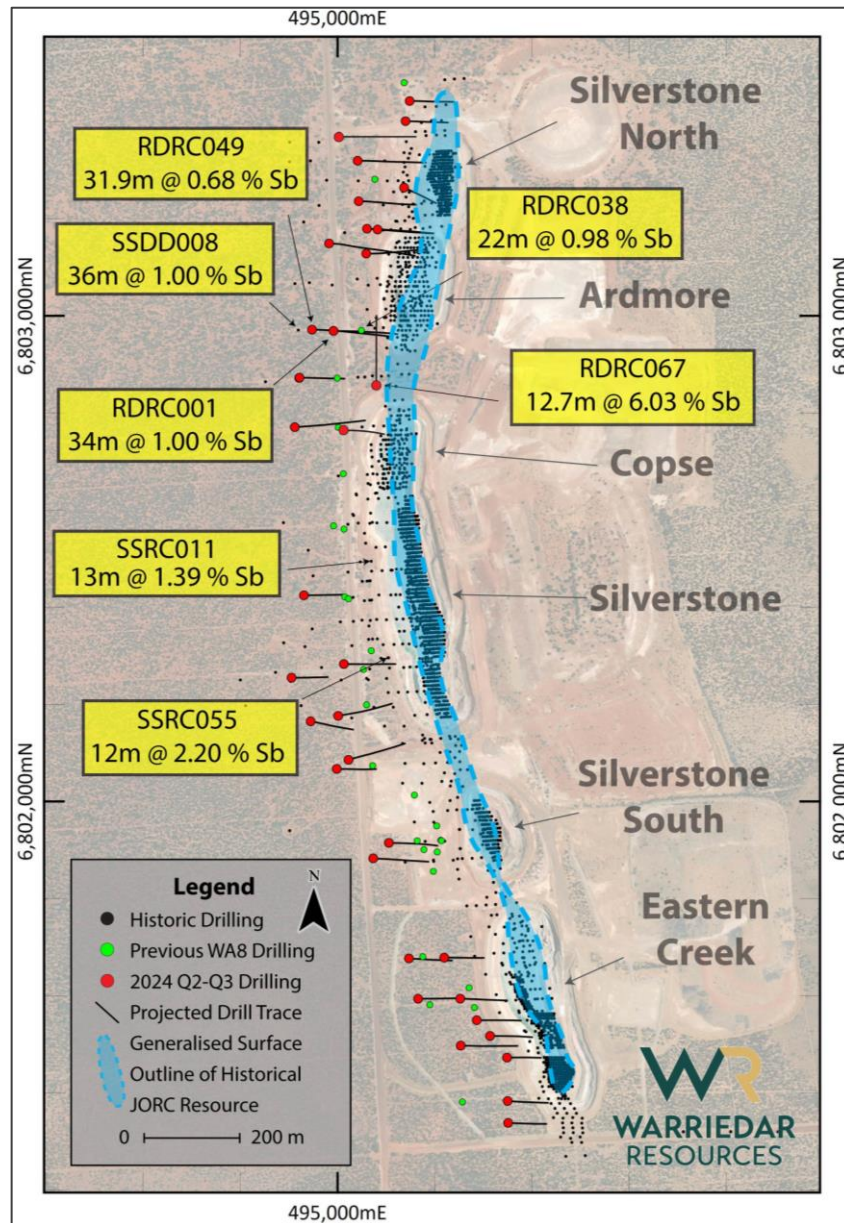 495,000mE
Silverstone
North
RDRC049
31.9m @ 0.68 % Sb
RDRC038
22m @ 0.98 % Sb
SSDD008
36m @ 1.00 % Sb
Ardmore
6,803,000mN
6,803,000mN
RDRC067
12.7m @ 6.03 % Sb
RDRC001
34m @ 1.00 % Sb
Copse
SSRC011
13m @ 1.39 % Sb
Silverstone
SSRC055
12m @ 2.20 % Sb
Silverstone
South
6,802,000mN
6,802,000mN
Eastern
Creek
Legend
N
Historic Drilling
Previous WA8 Drilling
2024 Q2-Q3 Drilling
Projected Drill Trace
Generalised Surface
Outline of Historical
JORC Resource
0 200 m
WR
WARRIEDAR
RESOURCES
495,000mE